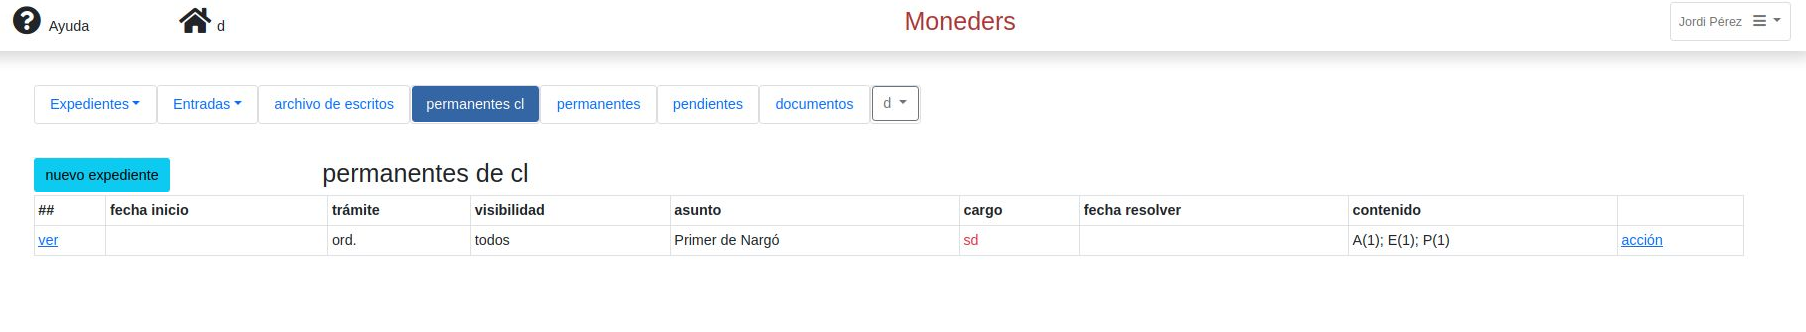 Ayuda d Moneders Jordi Pérez
Expedientes Entradas archivo de escritos permanentes cl permanentes pendientes documentos d
nuevo expediente permanentes de cl
## fecha inicio trámite visibilidad asunto cargo fecha resolver contenido
ver ord. todos Primer de Nargó sd A(1); E(1); P(1) acción